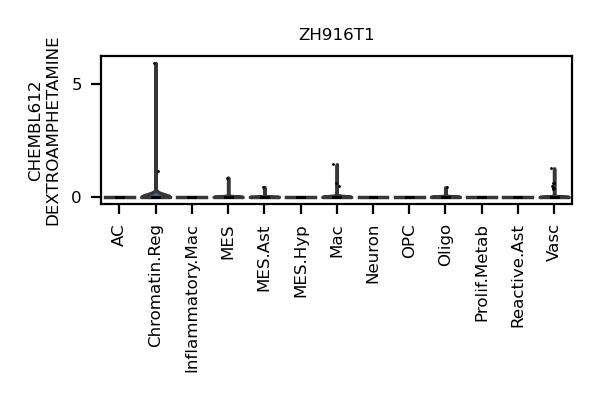 ZH916T1
CHEMBL612
DEXTROAMPHETAMINE
5
0
AC
Chromatin.Reg
Inflammatory.Mac
MES
MES.Ast
MES.Hyp
Mac
Neuron
OPC
Oligo
Prolif.Metab
Reactive.Ast
Vasc